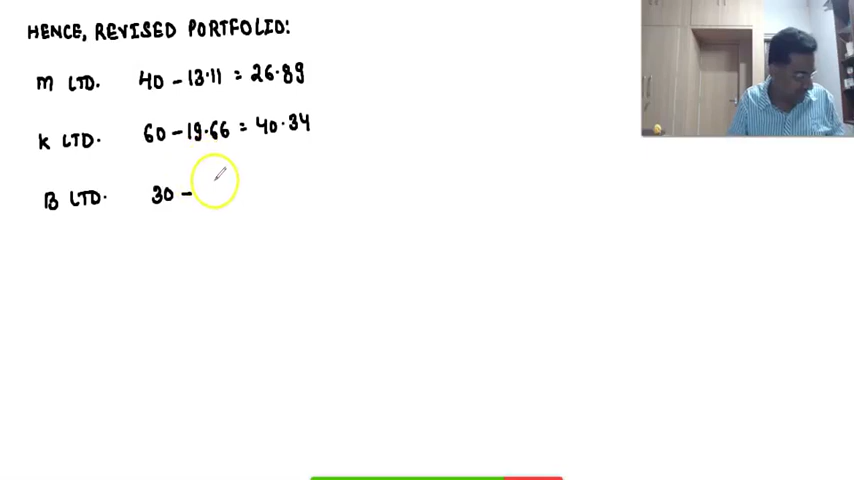 HENCE, REVISED PORTFOLIO:
M LTD. 40 - 13.11 = 26.89
K LTD. 60 - 19.66 = 40.34
B LTD. 30 -